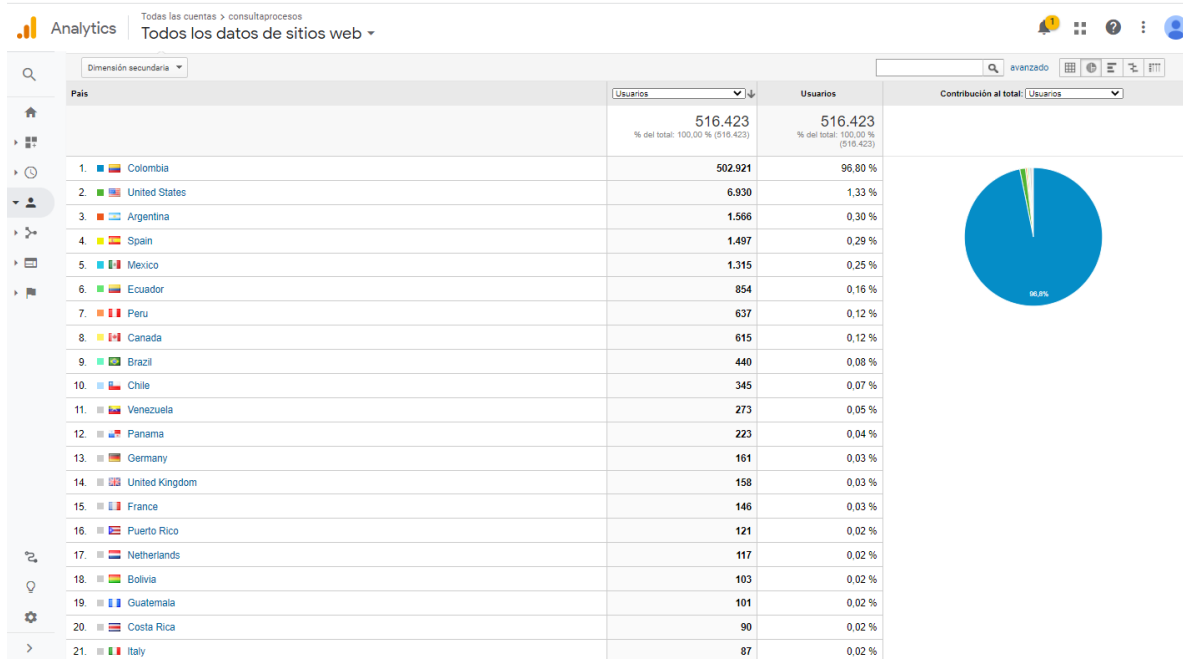 Analytics
Todas las cuentas > consultaprocesos
Todos los datos de sitios web
1
Dimensión secundaria
avanzado
País Usuarios Usuarios Contribución al total: Usuarios
516.423 516.423
% del total: 100,00 % (516.423) % del total: 100,00 %
(516.423)
1. Colombia 502.921 96,80 %
2. United States 6.930 1,33 %
3. Argentina 1.566 0,30 %
4. Spain 1.497 0,29 %
5. Mexico 1.315 0,25 %
6. Ecuador 854 0,16 %
7. Peru 637 0,12 %
8. Canada 615 0,12 %
9. Brazil 440 0,08 %
10. Chile 345 0,07 %
11. Venezuela 273 0,05 %
12. Panama 223 0,04 %
13. Germany 161 0,03 %
14. United Kingdom 158 0,03 %
15. France 146 0,03 %
16. Puerto Rico 121 0,02 %
17. Netherlands 117 0,02 %
18. Bolivia 103 0,02 %
19. Guatemala 101 0,02 %
20. Costa Rica 90 0,02 %
21. Italy 87 0,02 %
96,8%